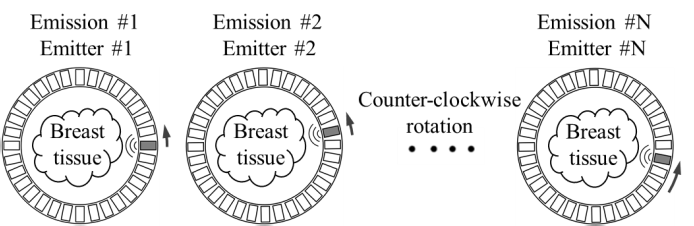 Emission #1
Emitter #1
Breast
tissue
Emission #2
Emitter #2
Breast
tissue
Counter-clockwise
rotation
Emission #N
Emitter #N
Breast
tissue